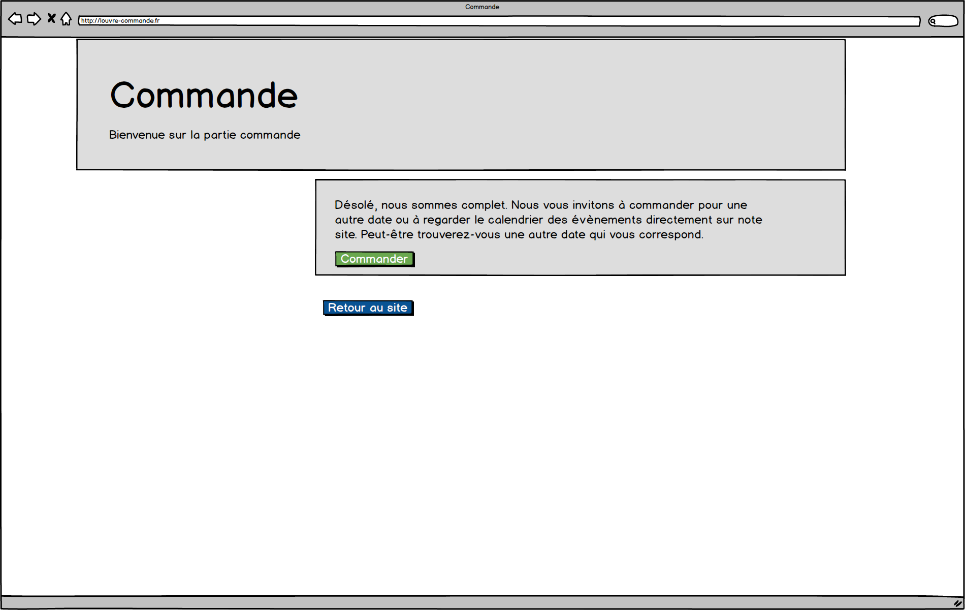 Commande
http://louvre-commande.fr
Commande
Bienvenue sur la partie commande
Désolé, nous sommes complet. Nous vous invitons à commander pour une
autre date ou à regarder le calendrier des évènements directement sur note
site. Peut-être trouverez-vous une autre date qui vous correspond.
Commander
Retour au site